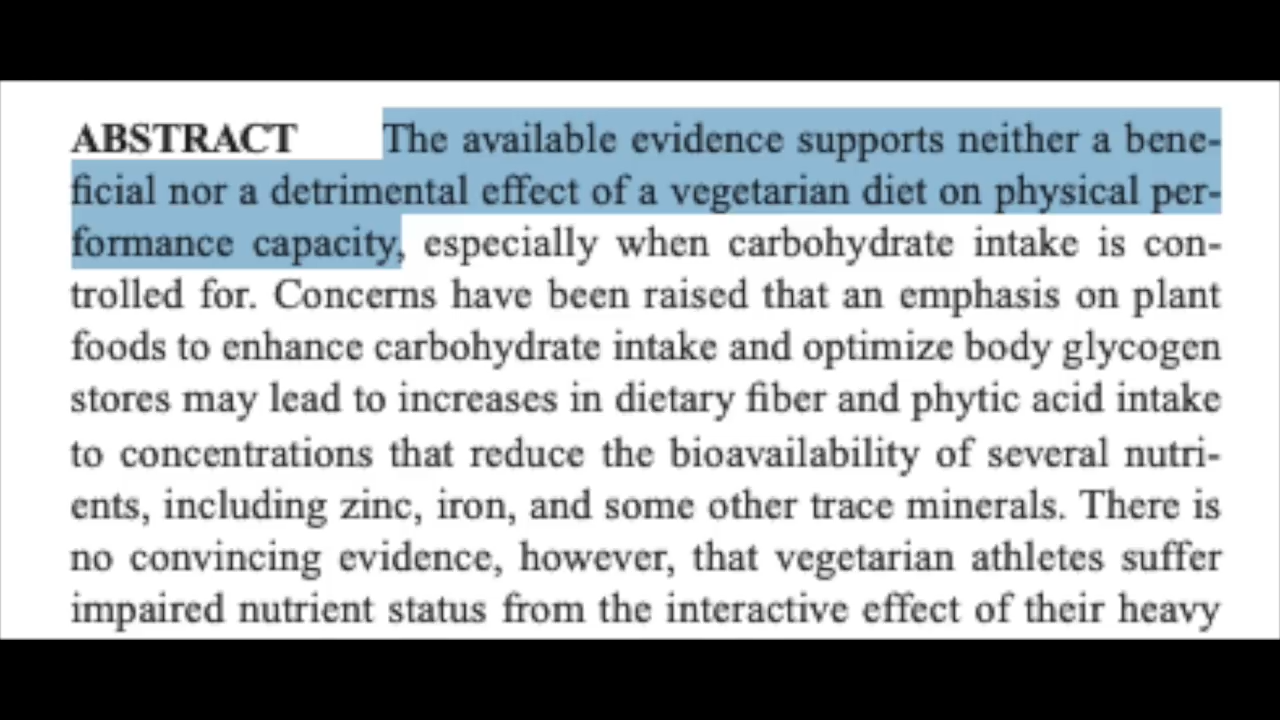 ABSTRACT The available evidence supports neither a bene-
ficial nor a detrimental effect of a vegetarian diet on physical per-
formance capacity, especially when carbohydrate intake is con-
trolled for. Concerns have been raised that an emphasis on plant
foods to enhance carbohydrate intake and optimize body glycogen
stores may lead to increases in dietary fiber and phytic acid intake
to concentrations that reduce the bioavailability of several nutri-
ents, including zinc, iron, and some other trace minerals. There is
no convincing evidence, however, that vegetarian athletes suffer
impaired nutrient status from the interactive effect of their heavy